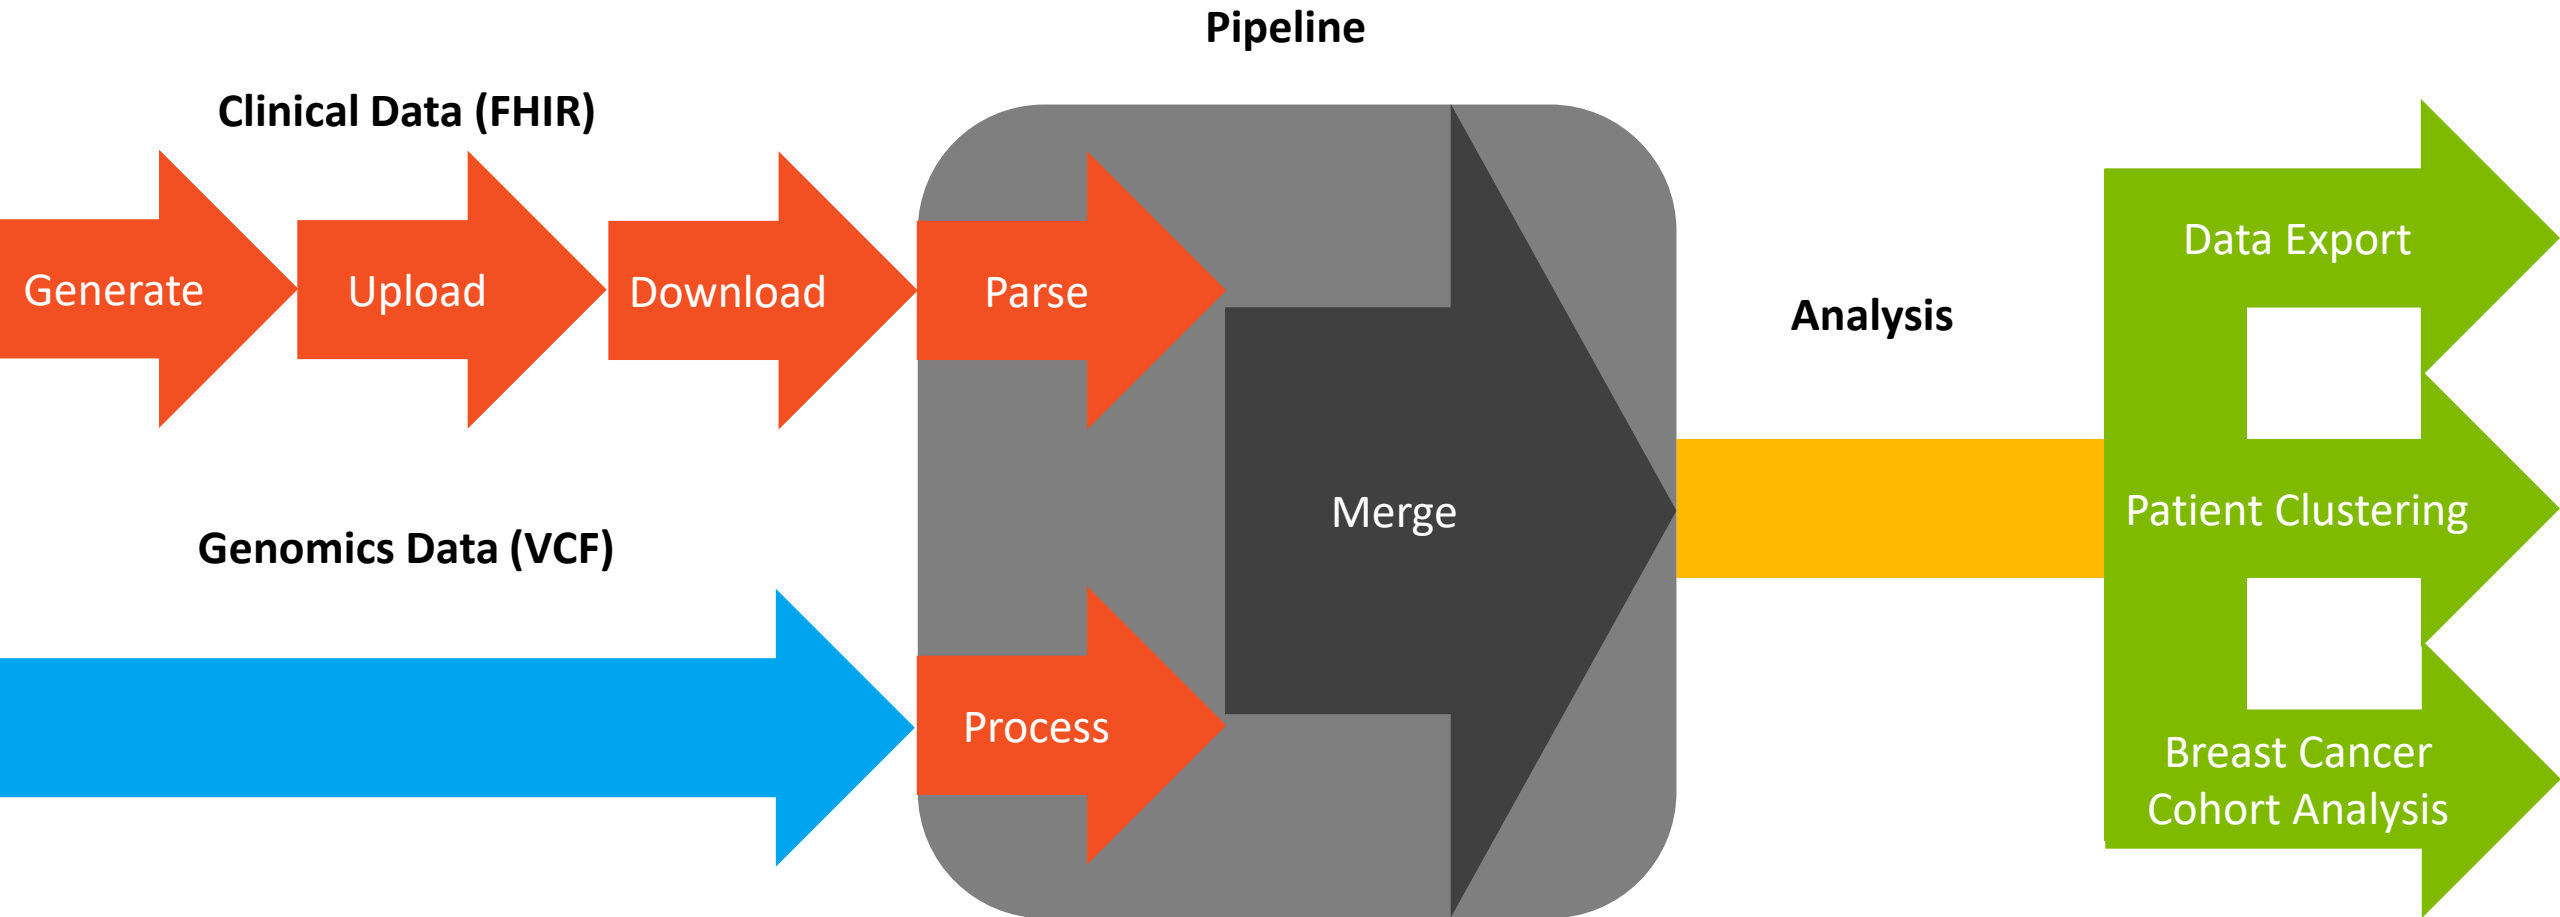 Pipeline
Clinical Data (FHIR)
Generate
Upload
Download
Parse
Genomics Data (VCF)
Process
Merge
Analysis
Data Export
Patient Clustering
Breast Cancer
Cohort Analysis